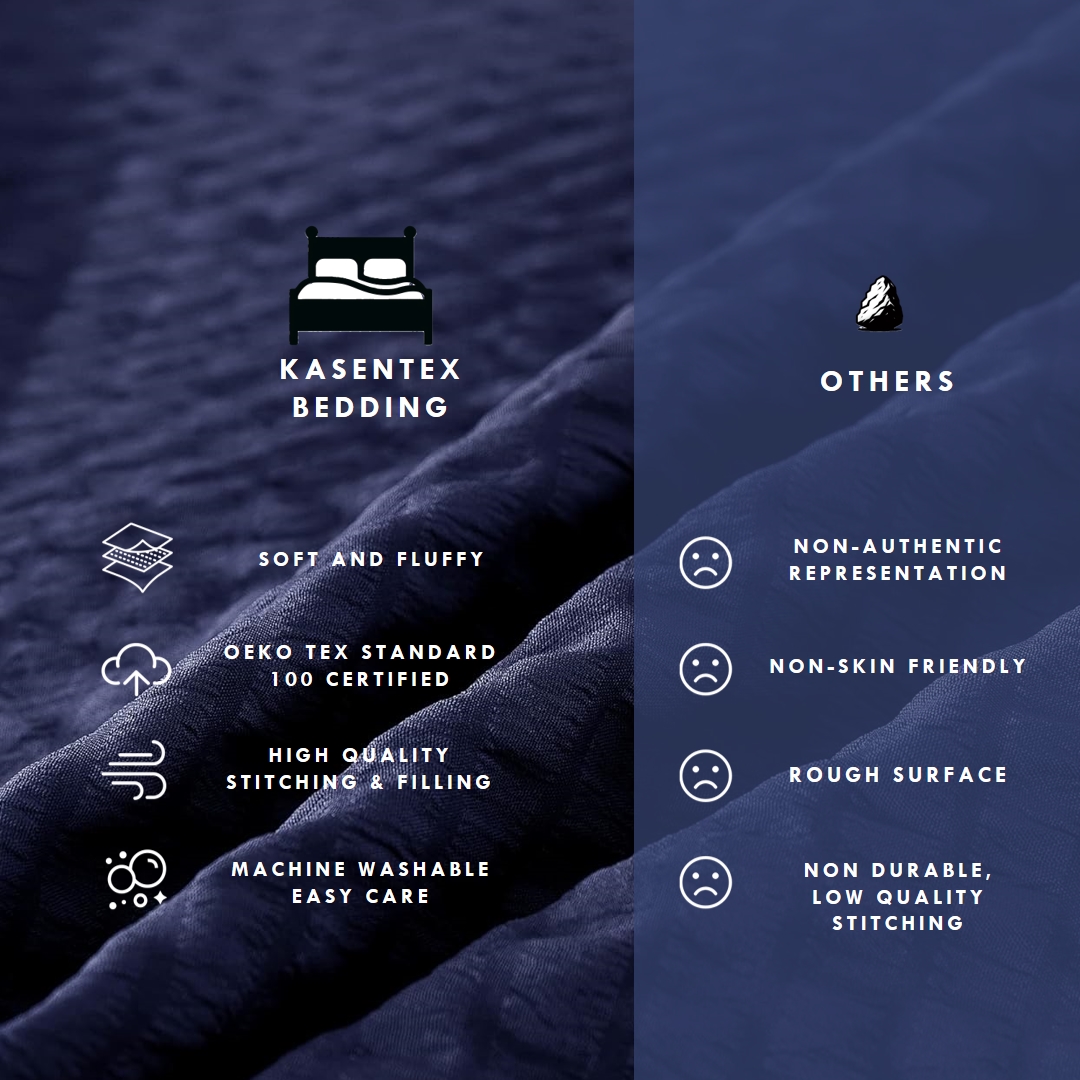 KASENTEX
BEDDING
SOFT AND FLUFFY
OEKO TEX STANDARD
100 CERTIFIED
HIGH QUALITY
STITCHING & FILLING
MACHINE WASHABLE
EASY CARE
OTHERS
NON-AUTHENTIC
REPRESENTATION
NON-SKIN FRIENDLY
ROUGH SURFACE
NON DURABLE,
LOW QUALITY
STITCHING